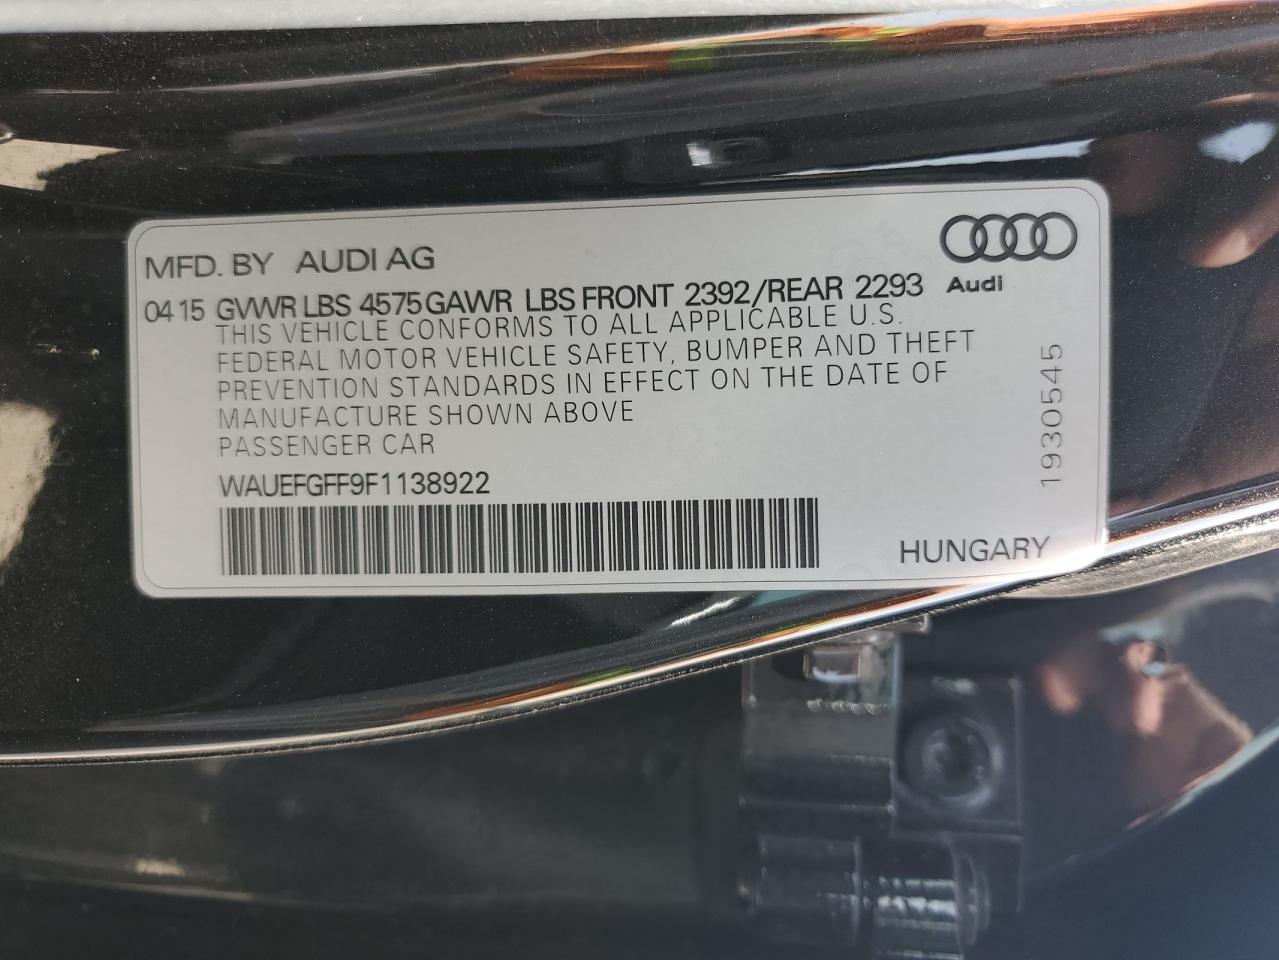 MFD. BY AUDI AG
Audi
04 15 GVWR LBS 4575 GAWR LBS FRONT 2392/REAR 2293
THIS VEHICLE CONFORMS TO ALL APPLICABLE U.S.
FEDERAL MOTOR VEHICLE SAFETY, BUMPER AND THEFT
PREVENTION STANDARDS IN EFFECT ON THE DATE OF
MANUFACTURE SHOWN ABOVE
PASSENGER CAR
WAUEFGFF9F1138922
HUNGARY
1930545